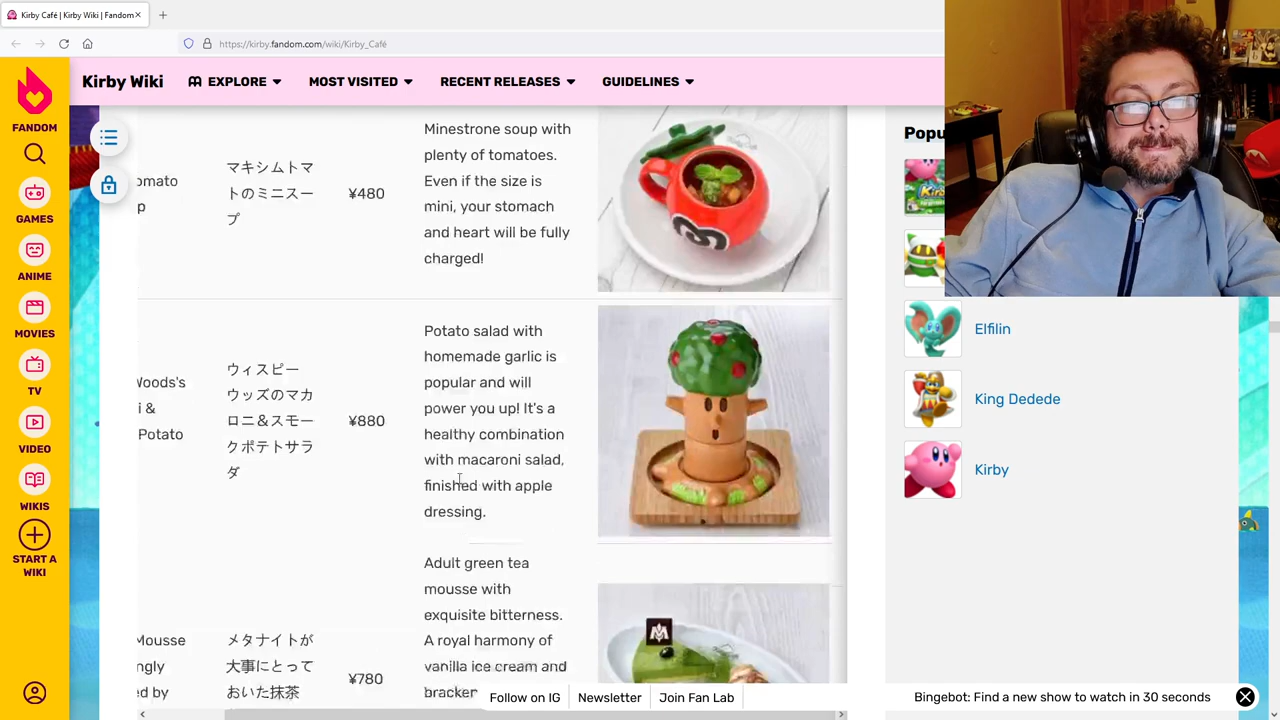 Kirby Café | Kirby Wiki | Fandom
https://kirby.fandom.com/wiki/Kirby_Café
Kirby Wiki
EXPLORE
MOST VISITED
RECENT RELEASES
GUIDELINES
FANDOM
GAMES
ANIME
MOVIES
TV
VIDEO
WIKIS
START A
WIKI
omato
p
マキシムトマ
トのミニスー
プ
¥480
Minestrone soup with
plenty of tomatoes.
Even if the size is
mini, your stomach
and heart will be fully
charged!
Woods's
i &
Potato
ウィスピー
ウッズのマカ
ロニ＆スモー
クポテトサラ
ダ
¥880
Potato salad with
homemade garlic is
popular and will
power you up! It's a
healthy combination
with macaroni salad,
finished with apple
dressing.
Mousse
ngly
ed by
メタナイトが
大事にとって
おいた抹茶
¥780
Adult green tea
mousse with
exquisite bitterness.
A royal harmony of
vanilla ice cream and
bracken
Popu
Elfilin
King Dedede
Kirby
Follow on IG
Newsletter
Join Fan Lab
Bingebot: Find a new show to watch in 30 seconds